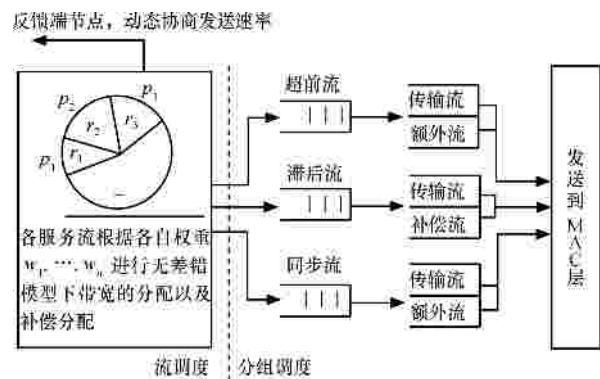 反馈端节点，动态协商发送速率
p₂
p₁
r₂
r₃
p₁
r₁
各服务流根据各自权重
w₁, …, wₙ 进行无差错
模型下带宽的分配以及
补偿分配
流调度
分组调度
超前流
滞后流
同步流
传输流
额外流
传输流
补偿流
传输流
额外流
发送到MAC层